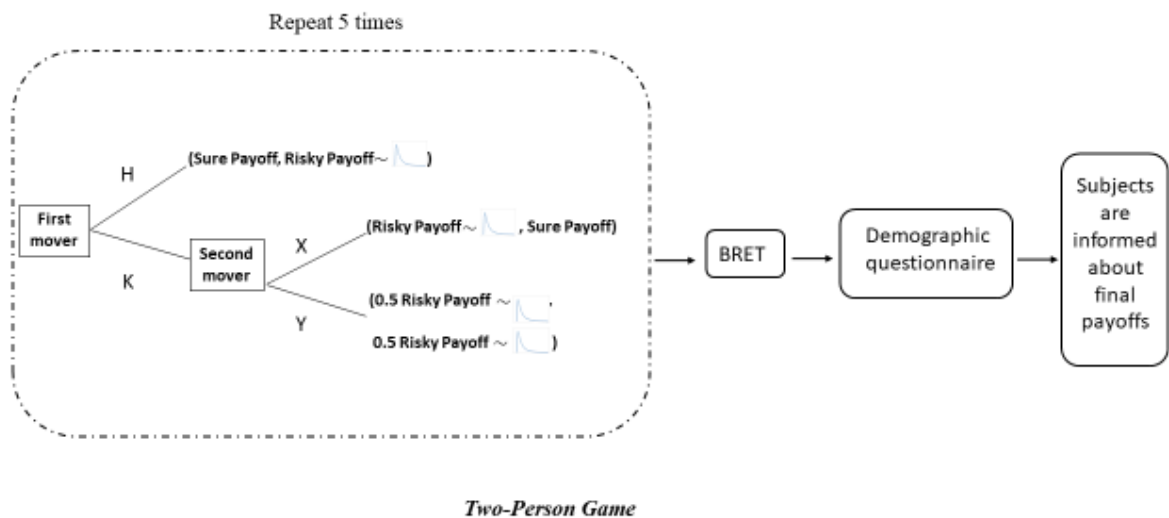 Repeat 5 times
H
(Sure Payoff, Risky Payoff~ )
First
mover
K
Second
mover
X
(Risky Payoff~ , Sure Payoff)
Y
(0.5 Risky Payoff ~ ,
0.5 Risky Payoff ~ )
BRET
Demographic
questionnaire
Subjects
are
informed
about
final
payoffs
Two-Person Game